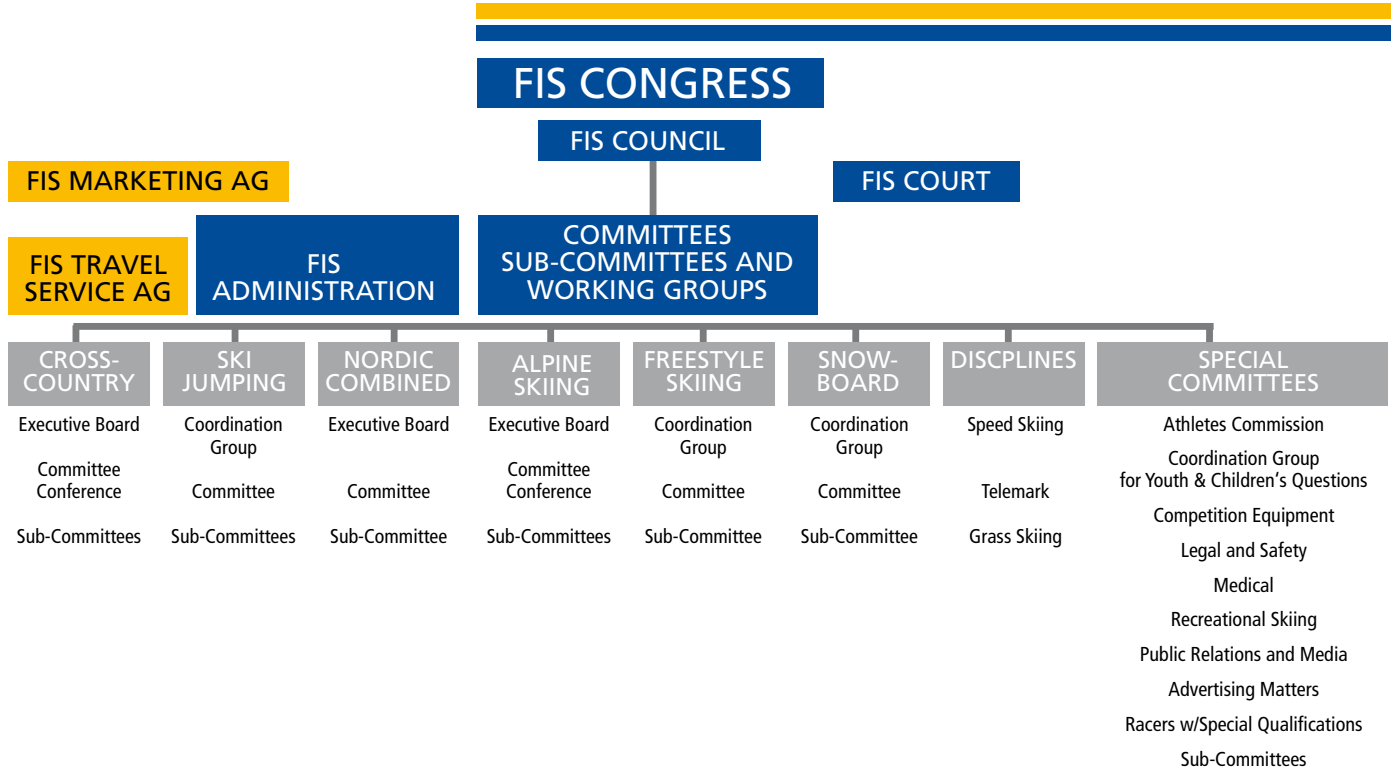 FIS CONGRESS
FIS COUNCIL
FIS MARKETING AG
FIS COURT
FIS TRAVEL
SERVICE AG
FIS
ADMINISTRATION
COMMITTEES
SUB-COMMITTEES AND
WORKING GROUPS
CROSS-
COUNTRY
Executive Board
Committee
Conference
Sub-Committees
SKI
JUMPING
Coordination
Group
Committee
Sub-Committees
NORDIC
COMBINED
Executive Board
Committee
Sub-Committee
ALPINE
SKIING
Executive Board
Committee
Conference
Sub-Committees
FREESTYLE
SKIING
Coordination
Group
Committee
Sub-Committee
SNOW-
BOARD
Coordination
Group
Committee
Sub-Committee
DISCPLINES
Speed Skiing
Telemark
Grass Skiing
SPECIAL
COMMITTEES
Athletes Commission
Coordination Group
for Youth & Children's Questions
Competition Equipment
Legal and Safety
Medical
Recreational Skiing
Public Relations and Media
Advertising Matters
Racers w/Special Qualifications
Sub-Committees